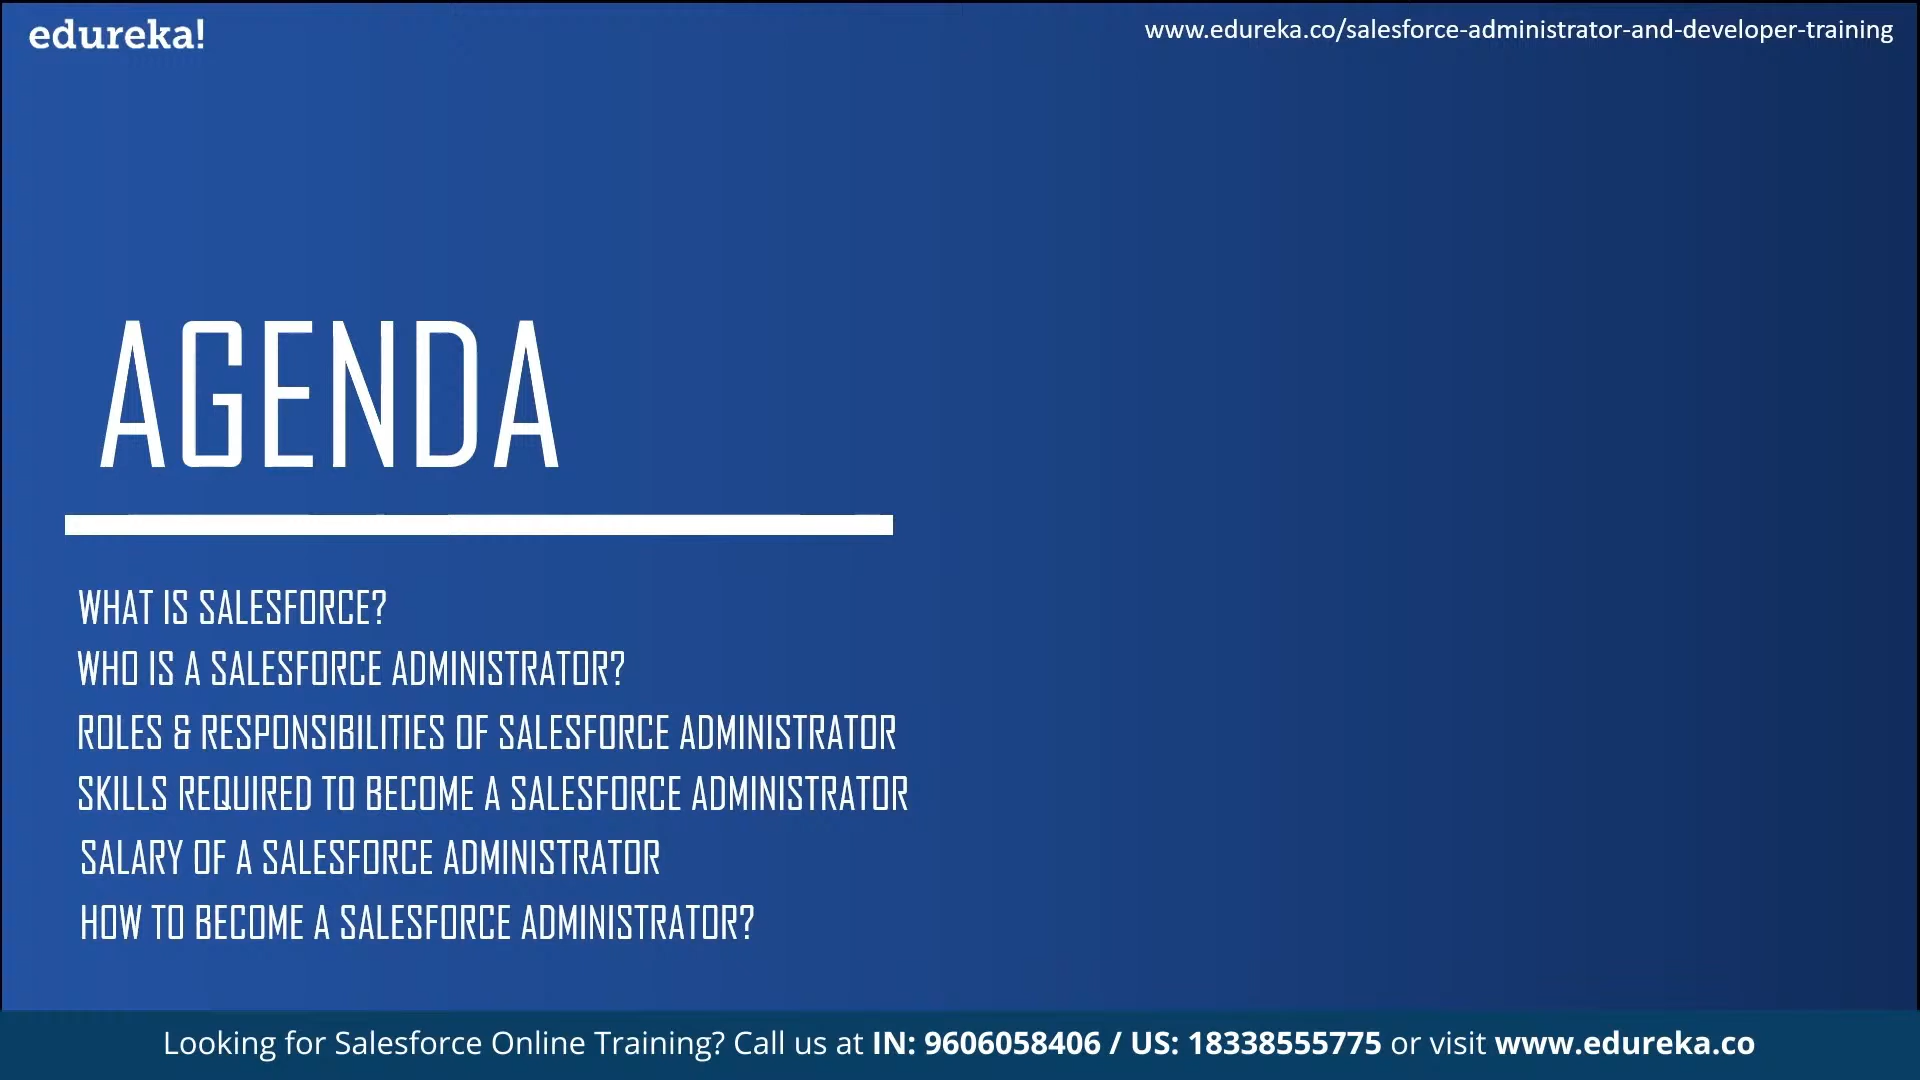 edureka!
www.edureka.co/salesforce-administrator-and-developer-training
AGENDA
WHAT IS SALESFORCE?
WHO IS A SALESFORCE ADMINISTRATOR?
ROLES & RESPONSIBILITIES OF SALESFORCE ADMINISTRATOR
SKILLS REQUIRED TO BECOME A SALESFORCE ADMINISTRATOR
SALARY OF A SALESFORCE ADMINISTRATOR
HOW TO BECOME A SALESFORCE ADMINISTRATOR?
Looking for Salesforce Online Training? Call us at IN: 9606058406 / US: 18338555775 or visit www.edureka.co